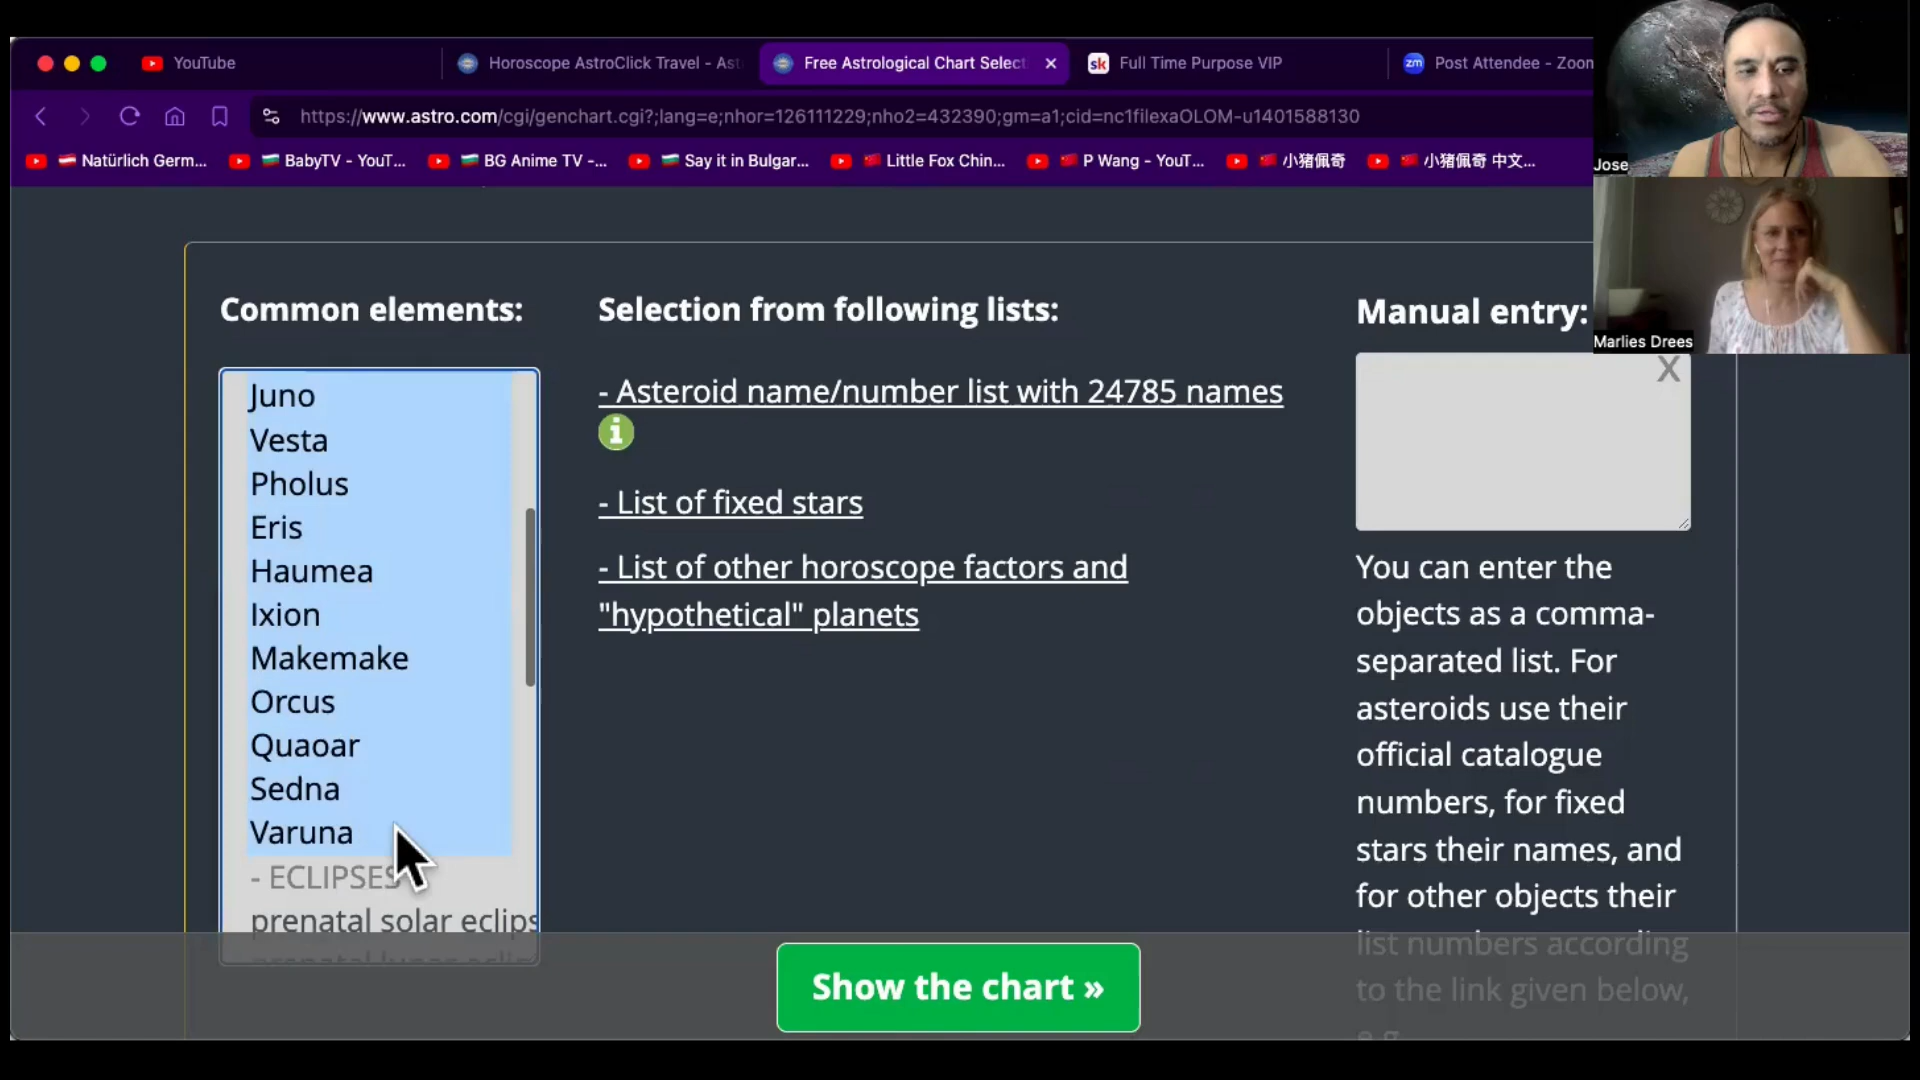 YouTube
Horoscope AstroClick Travel - Ast
Free Astrological Chart Select
Full Time Purpose VIP
zm
Post Attendee - Zoom
sk
https://www.astro.com/cgi/genchart.cgi?;lang=e;nhor=126111229;nho2=432390;gm=a1;cid=nc1filexaOLOM-u1401588130
Natürlich Germ...
BabyTV - YouT...
BG Anime TV -...
Say it in Bulgar...
Little Fox Chin...
P Wang - YouT...
小猪佩奇
小猪佩奇 中文...
Jose
Marlies Drees
Common elements:
Juno
Vesta
Pholus
Eris
Haumea
Ixion
Makemake
Orcus
Quaoar
Sedna
Varuna
- ECLIPSES
prenatal solar eclips
Selection from following lists:
- Asteroid name/number list with 24785 names
i
- List of fixed stars
- List of other horoscope factors and
"hypothetical" planets
Manual entry:
X
You can enter the
objects as a comma-
separated list. For
asteroids use their
official catalogue
numbers, for fixed
stars their names, and
for other objects their
list numbers according
to the link given below,
Show the chart »